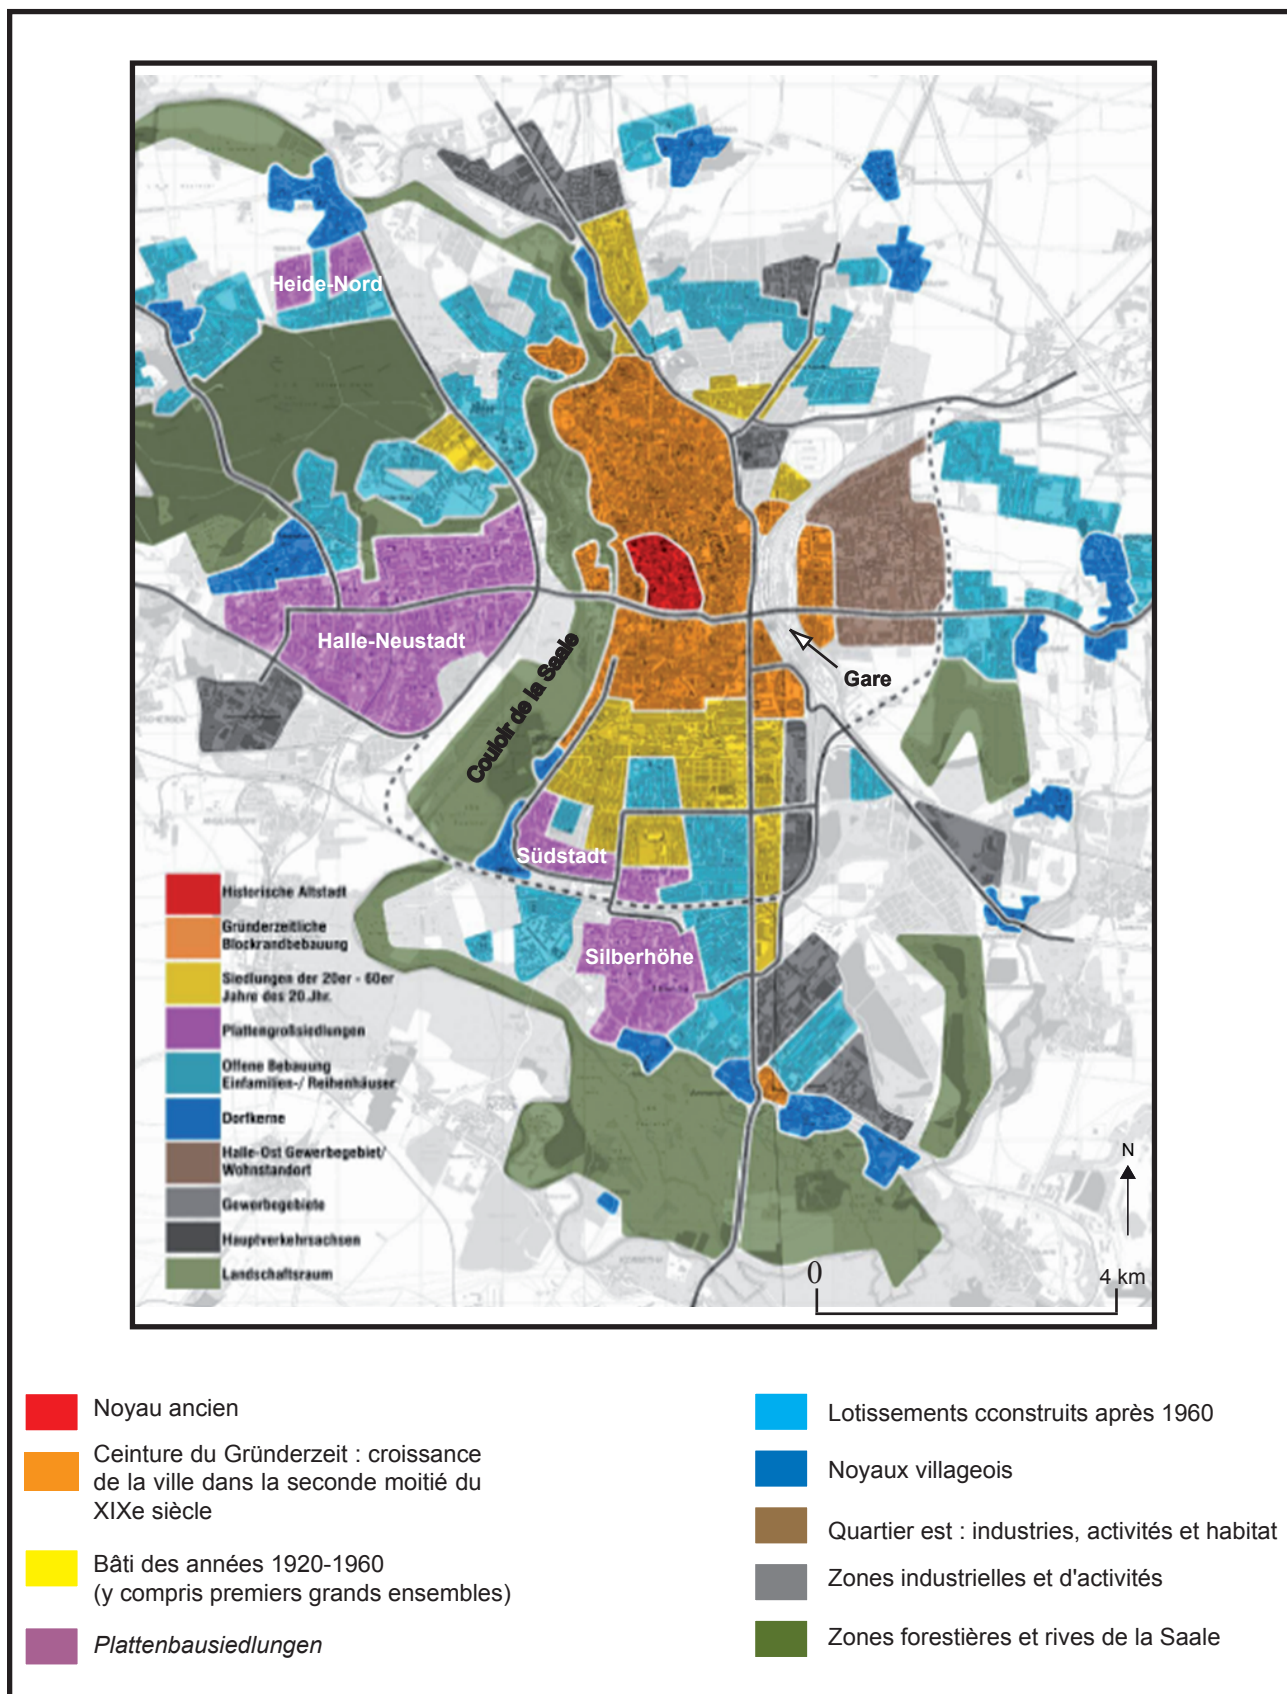 Heide-Nord
Halle-Neustadt
Couloir de la Saale
Gare
Südstadt
Silberhöhe
Historische Altstadt
Gründerzeitliche
Blockrandbebauung
Siedlungen der 20er - 60er
Jahre des 20.Jhr.
Plattengroßsiedlungen
Offene Bebauung
Einfamilien-/ Reihenhäuser
Dorfkerne
Halle-Ost Gewerbegebiet/
Wohnstandort
Gewerbegebiete
Hauptverkehrsachsen
Landschaftsraum
N
0
4 km
Noyau ancien
Ceinture du Gründerzeit : croissance
de la ville dans la seconde moitié du
XIXe siècle
Bâti des années 1920-1960
(y compris premiers grands ensembles)
Plattenbausiedlungen
Lotissements cconstruits après 1960
Noyaux villageois
Quartier est : industries, activités et habitat
Zones industrielles et d'activités
Zones forestières et rives de la Saale